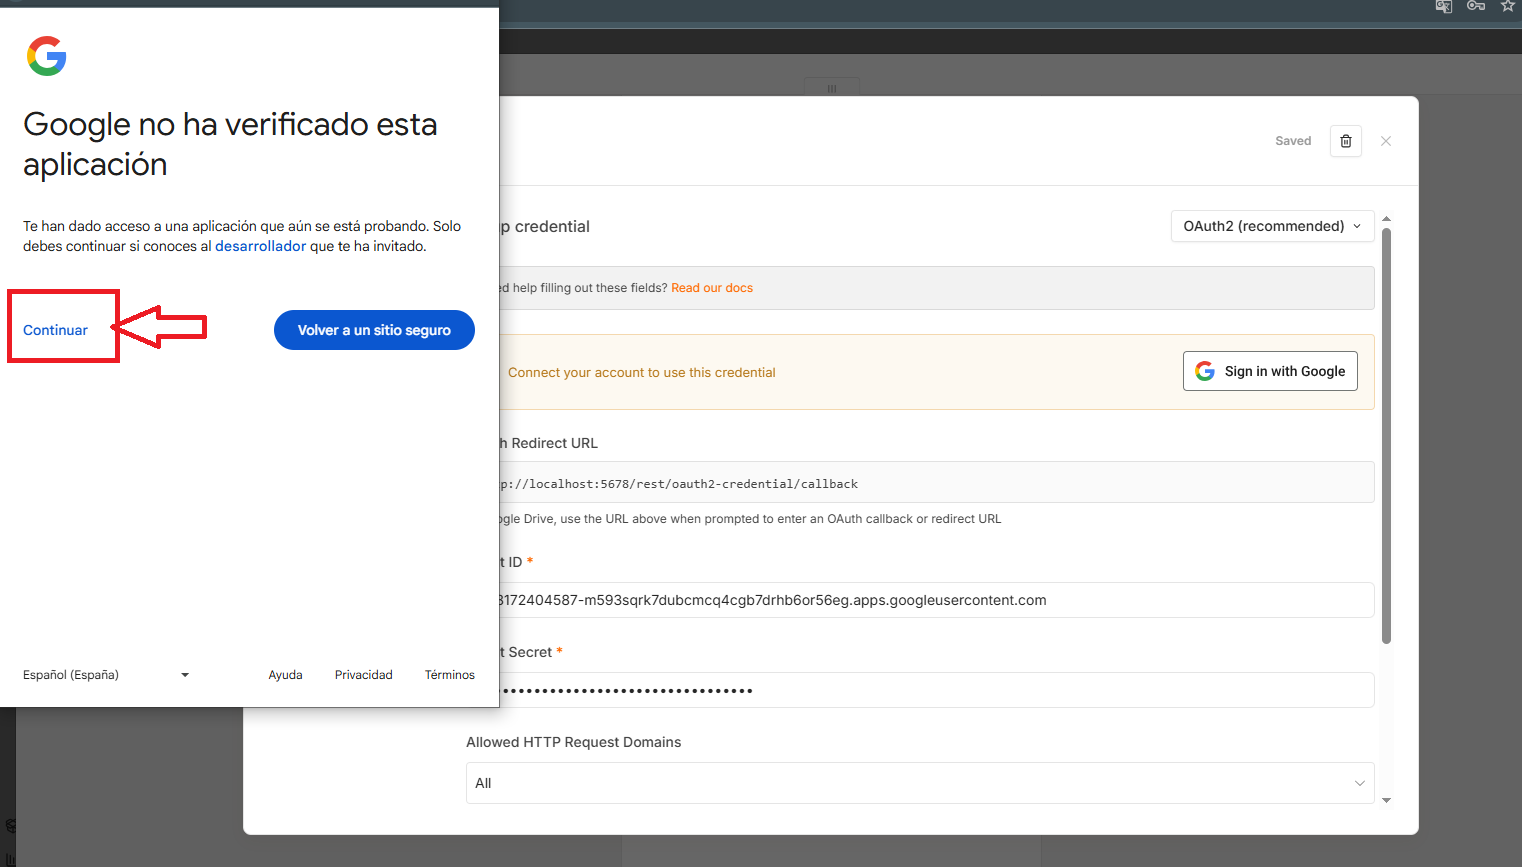 Google no ha verificado esta
aplicación
Te han dado acceso a una aplicación que aún se está probando. Solo
debes continuar si conoces al desarrollador que te ha invitado.
Continuar
Volver a un sitio seguro
Español (España)
Ayuda
Privacidad
Términos
Saved
credential
OAuth2 (recommended)
help filling out these fields? Read our docs
Connect your account to use this credential
Sign in with Google
Redirect URL
p://localhost:5678/rest/oauth2-credential/callback
ogle Drive, use the URL above when prompted to enter an OAuth callback or redirect URL
t ID *
8172404587-m593sqrk7dubcmcq4cgb7drhb6or56eg.apps.googleusercontent.com
t Secret *
••••••••••••••••••••••••••••••••
Allowed HTTP Request Domains
All